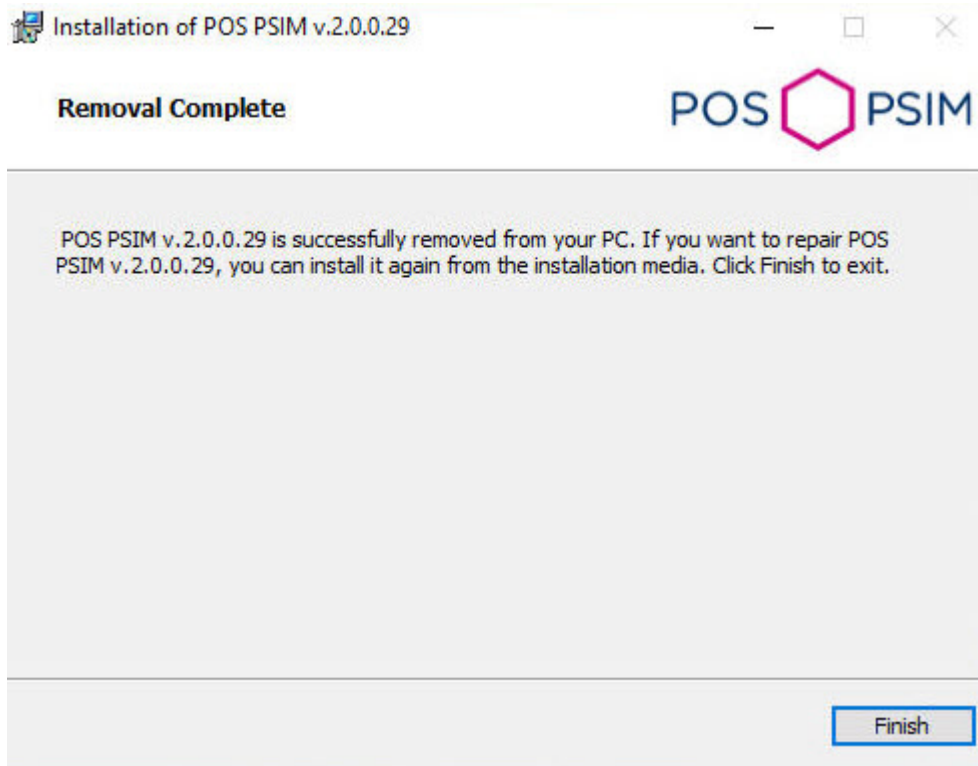 Installation of POS PSIM v.2.0.0.29
Removal Complete
POS PSIM
POS PSIM v.2.0.0.29 is successfully removed from your PC. If you want to repair POS
PSIM v.2.0.0.29, you can install it again from the installation media. Click Finish to exit.
Finish